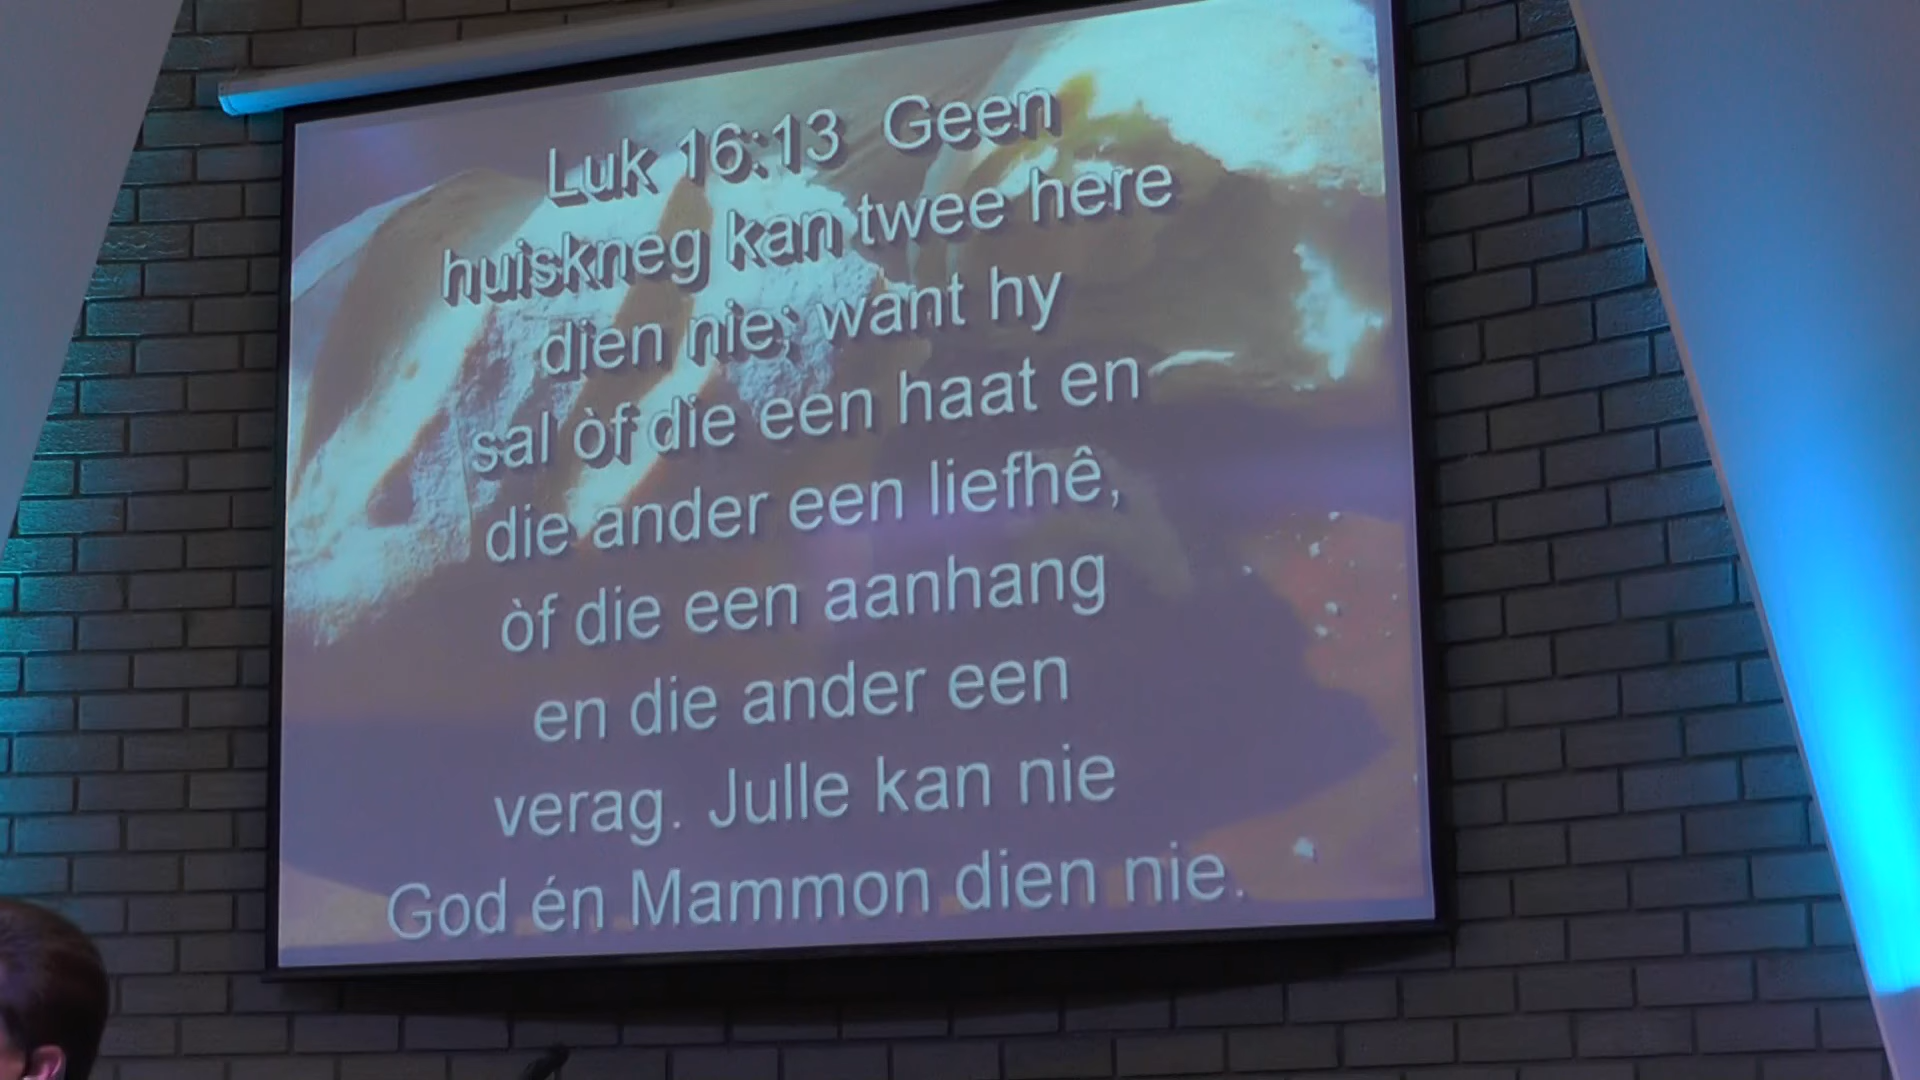 Luk 16:13 Geen
huiskneg kan twee here
dien nie; want hy
sal òf die een haat en
die ander een liefhê,
òf die een aanhang
en die ander een
verag. Julle kan nie
God én Mammon dien nie.